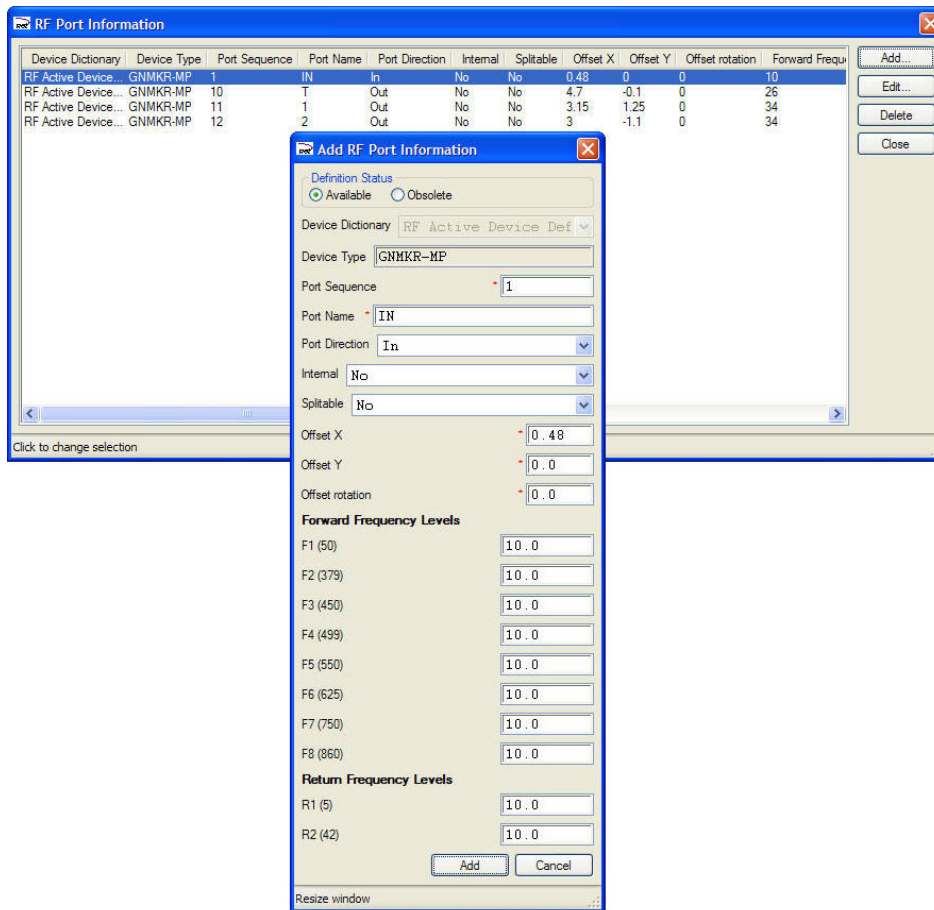 RF Port Information
Device Dictionary Device Type Port Sequence Port Name Port Direction Internal Splitable Offset X Offset Y Offset rotation Forward Frequ
RF Active Device... GNMKR-MP 1 IN In No No 0.48 0 0 10
RF Active Device... GNMKR-MP 10 T Out No No 4.7 -0.1 0 26
RF Active Device... GNMKR-MP 11 1 Out No No 3.15 1.25 0 34
RF Active Device... GNMKR-MP 12 2 Out No No 3 -1.1 0 34
Add...
Edit...
Delete
Close
Click to change selection
Add RF Port Information
Definition Status
Available Obsolete
Device Dictionary RF Active Device Def
Device Type GNMKR-MP
Port Sequence * 1
Port Name * IN
Port Direction In
Internal No
Splitable No
Offset X * 0.48
Offset Y * 0.0
Offset rotation * 0.0
Forward Frequency Levels
F1 (50) 10.0
F2 (379) 10.0
F3 (450) 10.0
F4 (499) 10.0
F5 (550) 10.0
F6 (625) 10.0
F7 (750) 10.0
F8 (860) 10.0
Return Frequency Levels
R1 (5) 10.0
R2 (42) 10.0
Add Cancel
Resize window